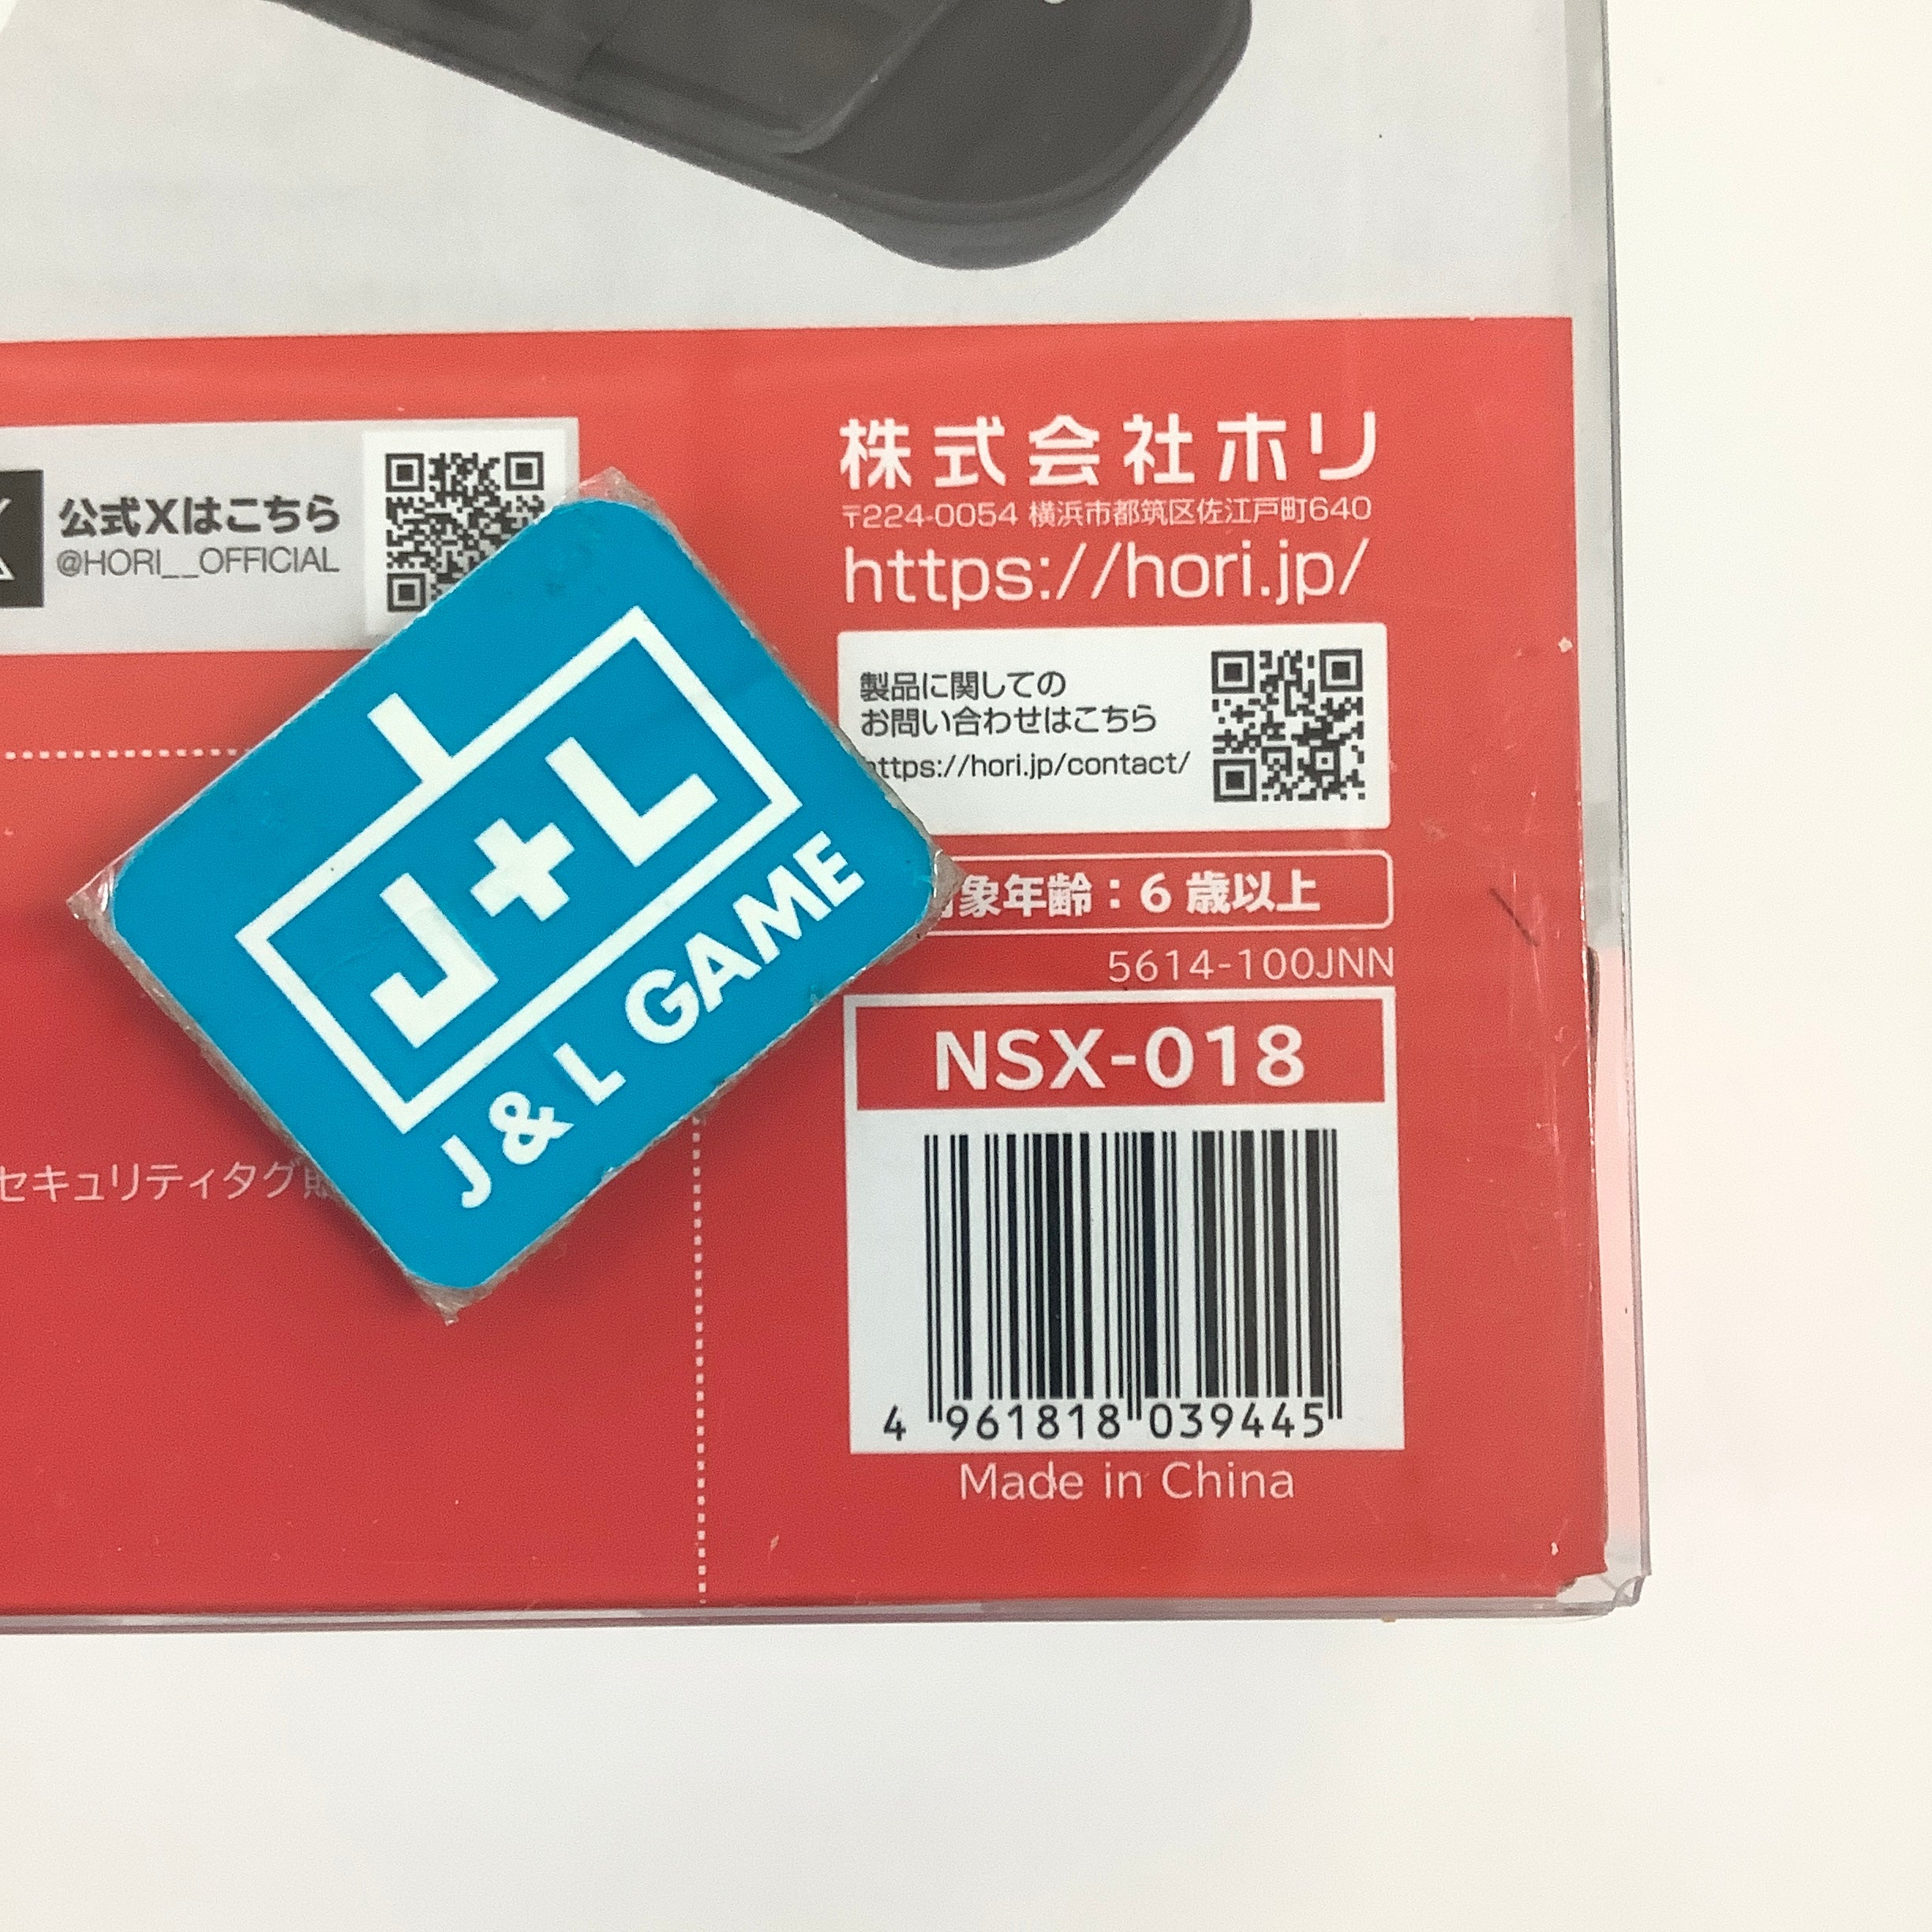 公式Xはこちら
@HORI__OFFICIAL
株式会社ホリ
〒224-0054 横浜市都筑区佐江戸町640
https://hori.jp/
製品に関しての
お問い合わせはこちら
https://hori.jp/contact/
象年齢：6 歳以上
5614-100JNN
NSX-018
4 961818 039445
Made in China
セキュリティタグ
J+L
J & L GAME